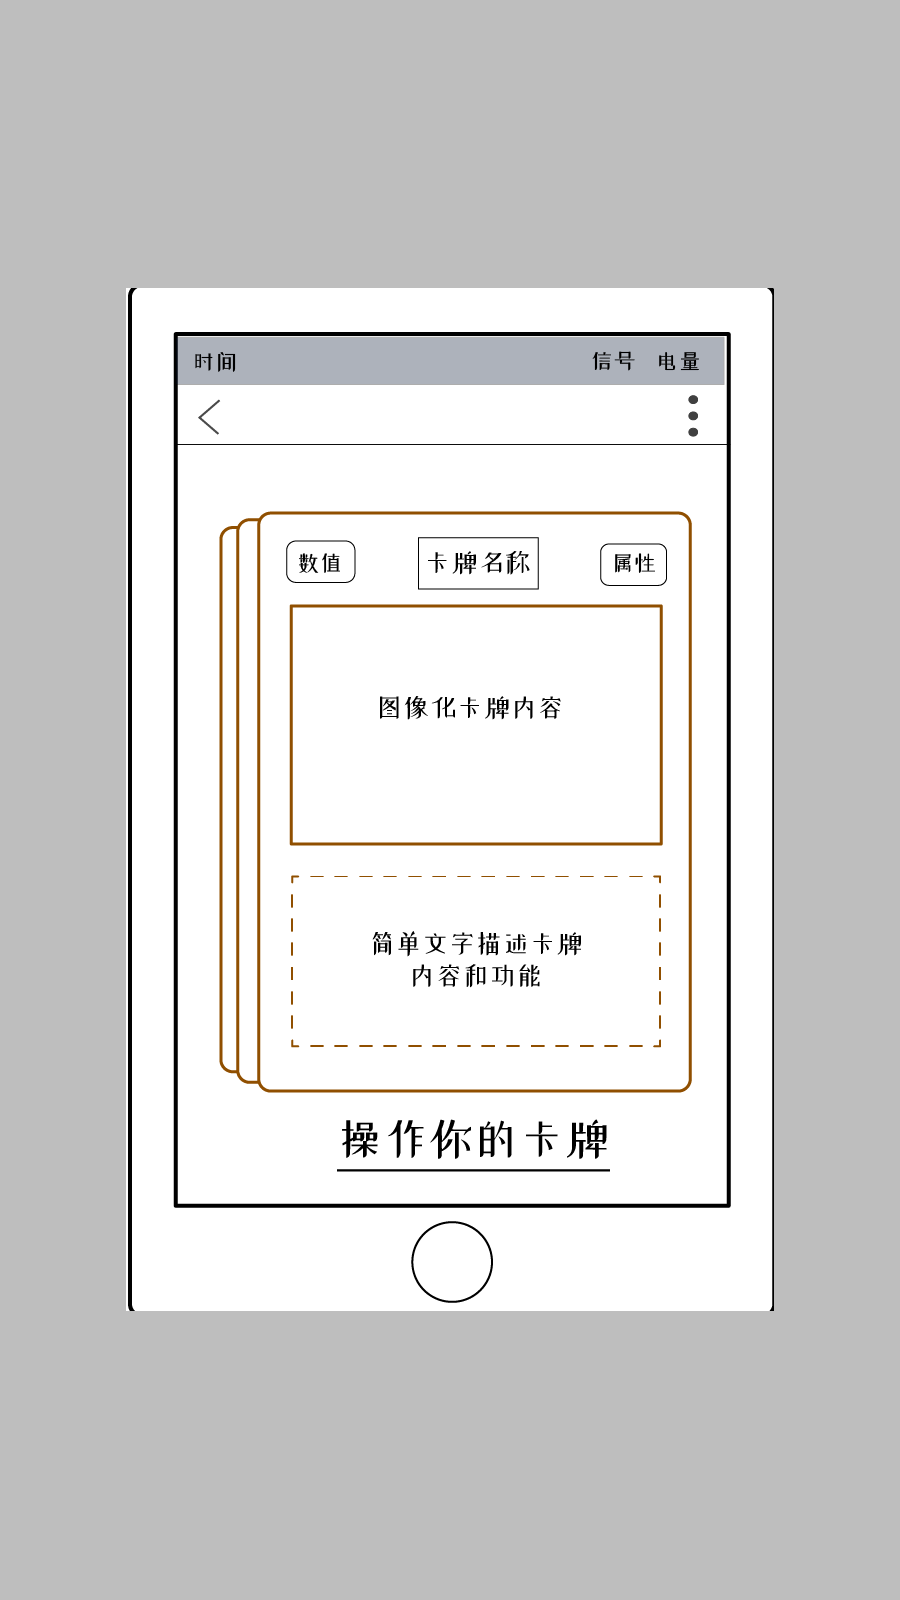 时间 信号 电量
数值 卡牌名称 属性
图像化卡牌内容
简单文字描述卡牌
内容和功能
操作你的卡牌